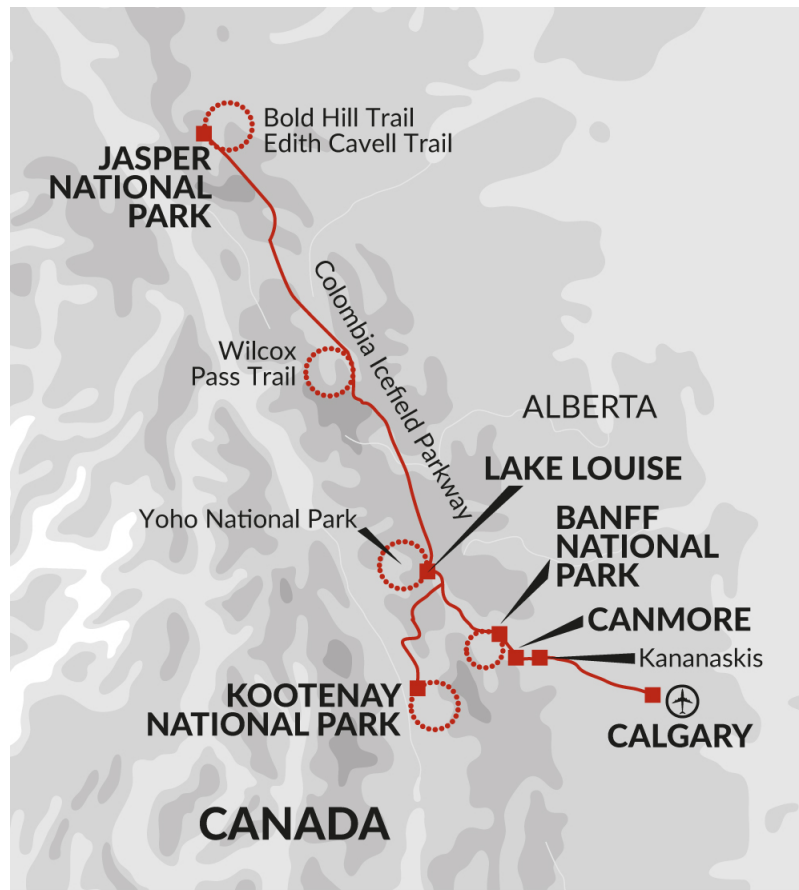 Bold Hill Trail
Edith Cavell Trail
JASPER
NATIONAL
PARK
Colombia Icefield Parkway
Wilcox
Pass Trail
ALBERTA
LAKE LOUISE
Yoho National Park
BANFF
NATIONAL
PARK
CANMORE
Kananaskis
KOOTENAY
NATIONAL PARK
CALGARY
CANADA